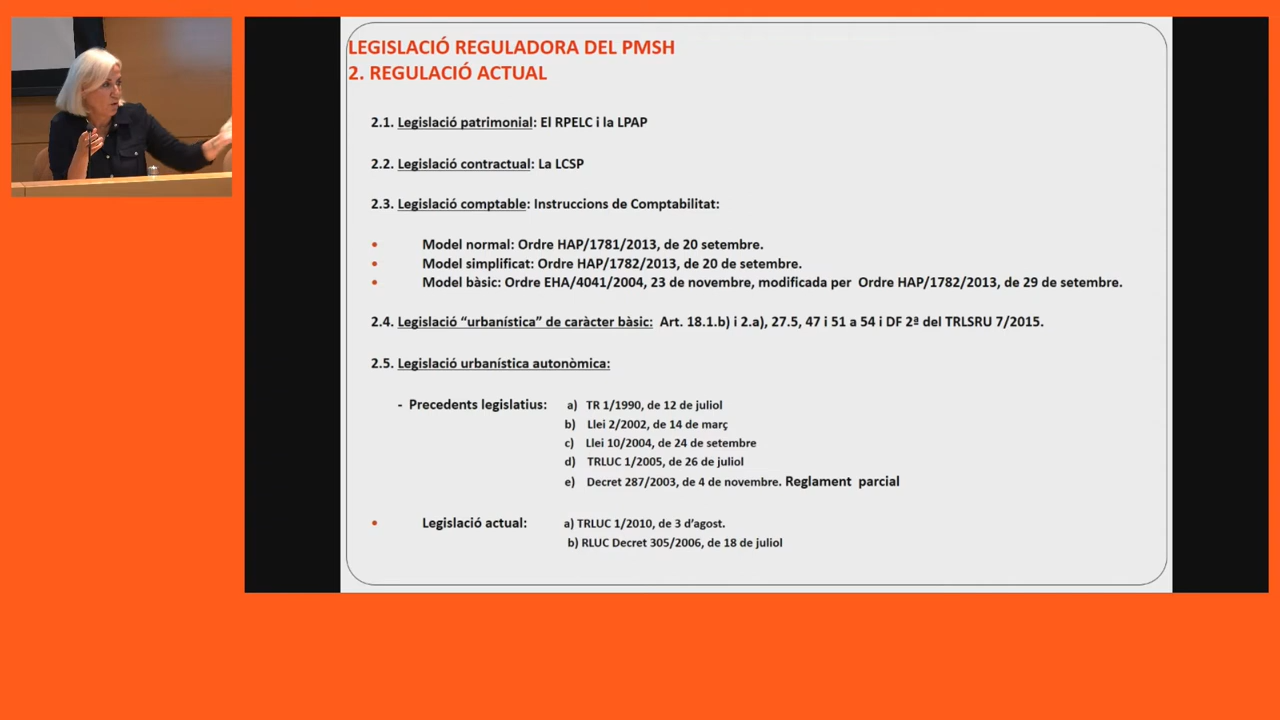 LEGISLACIÓ REGULADORA DEL PMSH
2. REGULACIÓ ACTUAL
2.1. Legislació patrimonial: El RPELC i la LPAP
2.2. Legislació contractual: La LCSP
2.3. Legislació comptable: Instruccions de Comptabilitat:
• Model normal: Ordre HAP/1781/2013, de 20 setembre.
• Model simplificat: Ordre HAP/1782/2013, de 20 de setembre.
• Model bàsic: Ordre EHA/4041/2004, 23 de novembre, modificada per Ordre HAP/1782/2013, de 29 de setembre.
2.4. Legislació “urbanística” de caràcter bàsic: Art. 18.1.b) i 2.a), 27.5, 47 i 51 a 54 i DF 2ª del TRLSRU 7/2015.
2.5. Legislació urbanística autonòmica:
- Precedents legislatius: a) TR 1/1990, de 12 de juliol
b) Llei 2/2002, de 14 de març
c) Llei 10/2004, de 24 de setembre
d) TRLUC 1/2005, de 26 de juliol
e) Decret 287/2003, de 4 de novembre. Reglament parcial
• Legislació actual: a) TRLUC 1/2010, de 3 d’agost.
b) RLUC Decret 305/2006, de 18 de juliol